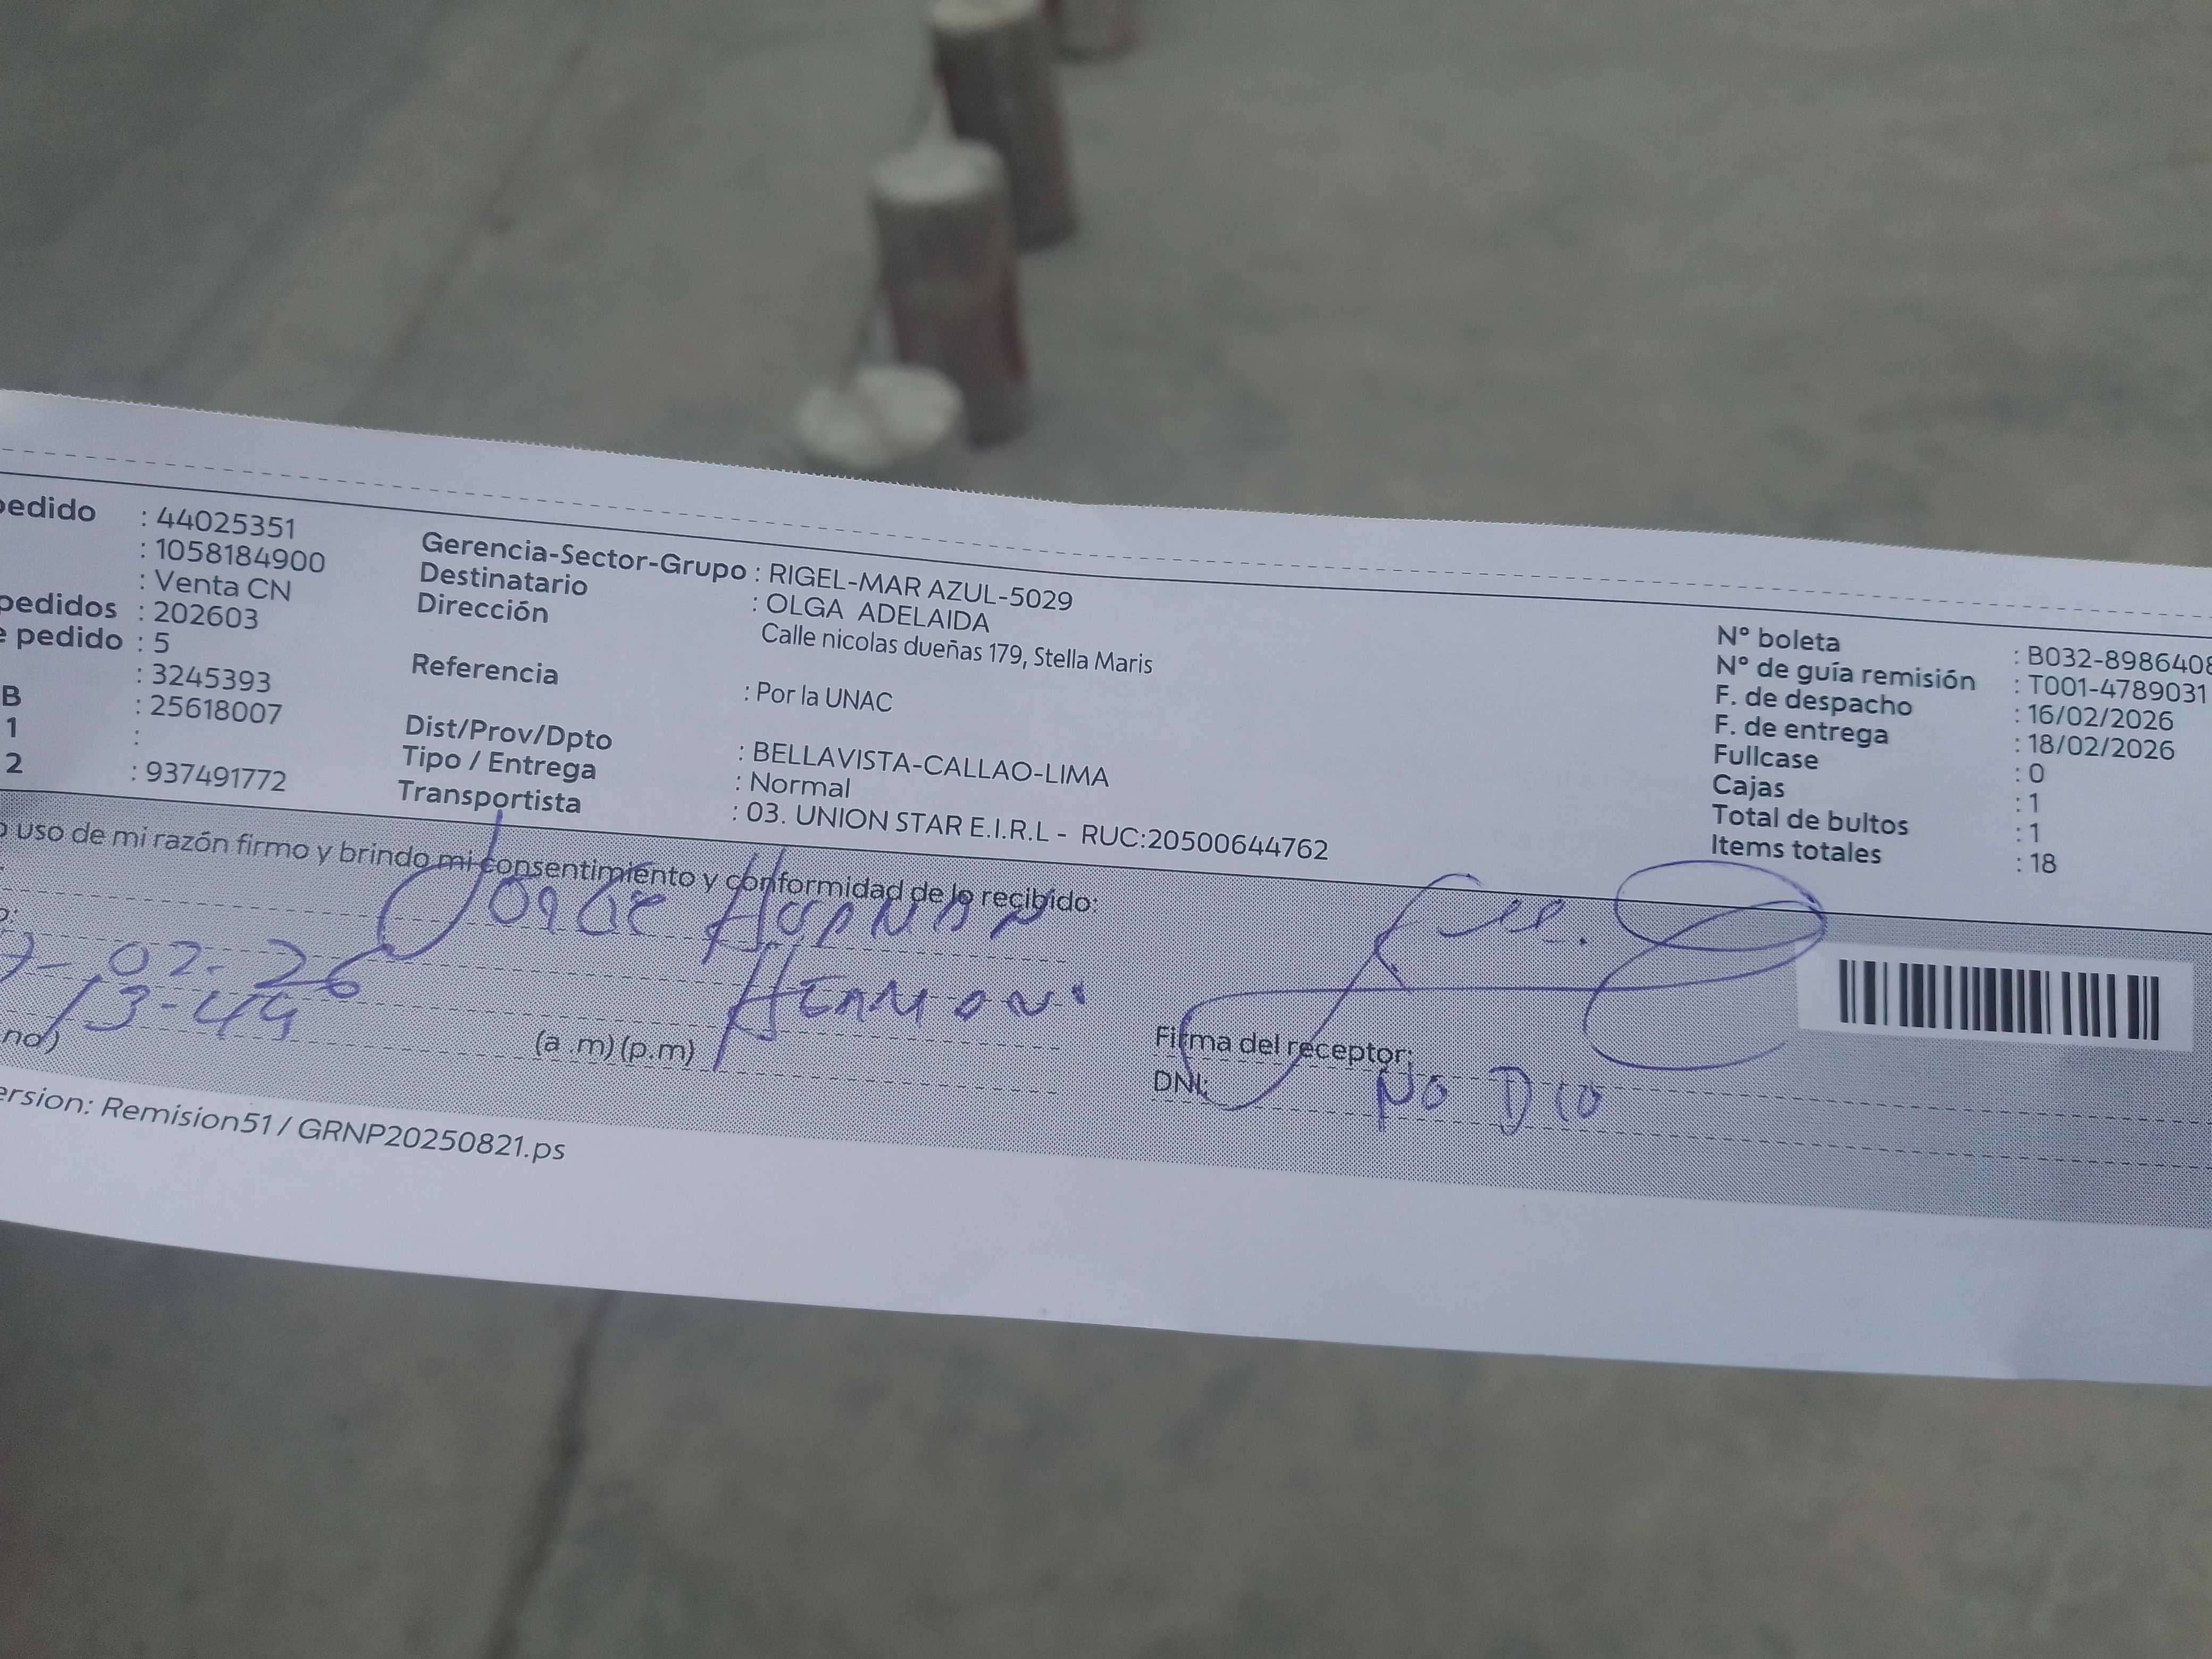 pedido : 44025351
: 1058184900
: Venta CN
pedidos : 202603
e pedido : 5
: 3245393
B : 25618007
1 :
2 : 937491772
Gerencia-Sector-Grupo : RIGEL-MAR AZUL-5029
Destinatario : OLGA ADELAIDA
Dirección Calle nicolas dueñas 179, Stella Maris
Referencia : Por la UNAC
Dist/Prov/Dpto : BELLAVISTA-CALLAO-LIMA
Tipo / Entrega : Normal
Transportista : 03. UNION STAR E.I.R.L - RUC:20500644762
N° boleta : B032-8986408
N° de guía remisión : T001-4789031
F. de despacho : 16/02/2026
F. de entrega : 18/02/2026
Fullcase : 0
Cajas : 1
Total de bultos : 1
Items totales : 18
o uso de mi razón firmo y brindo mi consentimiento y conformidad de lo recibido:
Jorge
02-26
13-44
(a .m) (p.m)
Firma del receptor:
DNI: NO DIO
ersion: Remision51 / GRNP20250821.ps